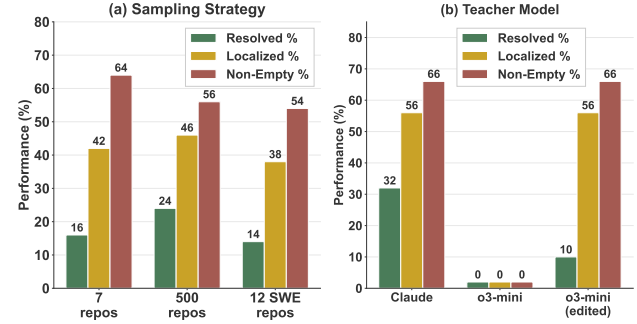 (a) Sampling Strategy
Performance (%)
80
70
60
50
40
30
20
10
0
Resolved %
Localized %
Non-Empty %
16
42
64
24
46
56
14
38
54
7
repos
500
repos
12 SWE
repos
(b) Teacher Model
Performance (%)
80
70
60
50
40
30
20
10
0
Resolved %
Localized %
Non-Empty %
32
56
66
0
0
0
10
56
66
Claude
o3-mini
o3-mini
(edited)